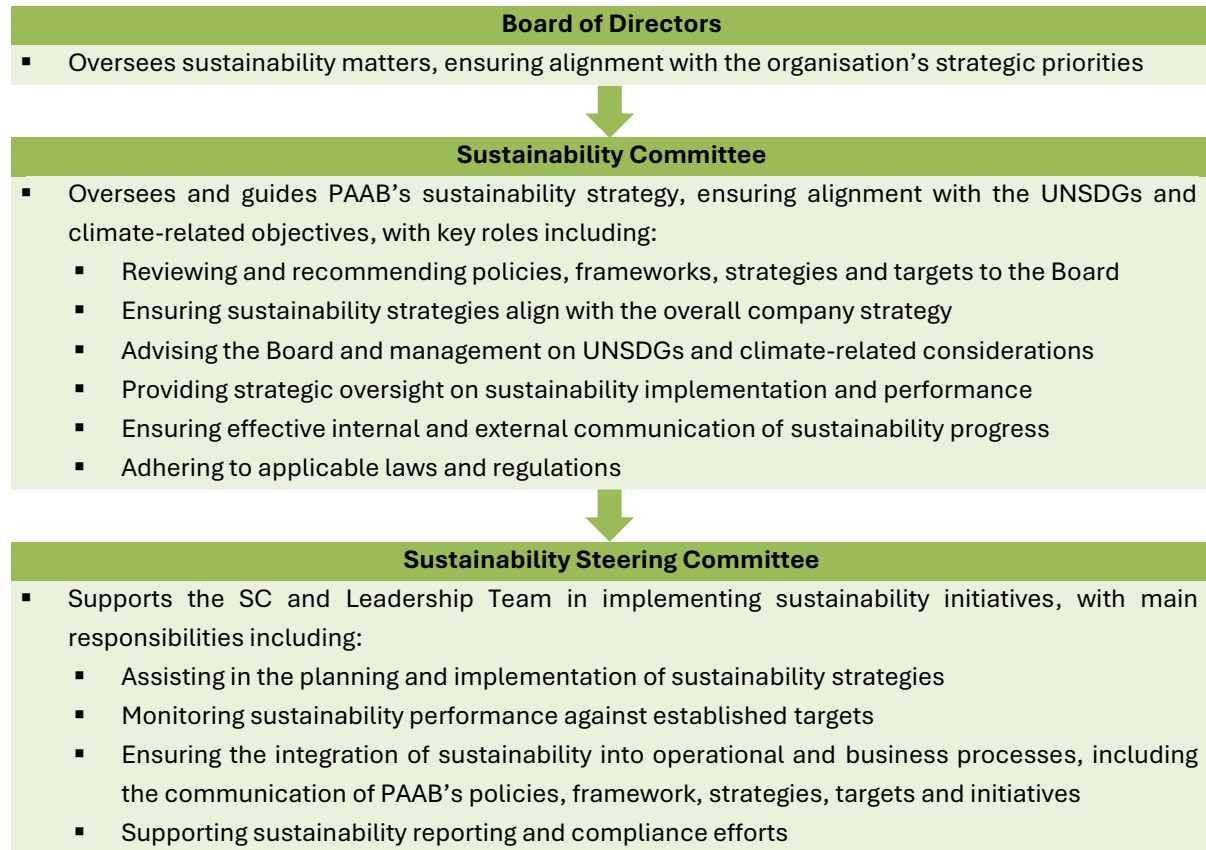 Board of Directors
▪ Oversees sustainability matters, ensuring alignment with the organisation’s strategic priorities
Sustainability Committee
▪ Oversees and guides PAAB’s sustainability strategy, ensuring alignment with the UNSDGs and
climate-related objectives, with key roles including:
▪ Reviewing and recommending policies, frameworks, strategies and targets to the Board
▪ Ensuring sustainability strategies align with the overall company strategy
▪ Advising the Board and management on UNSDGs and climate-related considerations
▪ Providing strategic oversight on sustainability implementation and performance
▪ Ensuring effective internal and external communication of sustainability progress
▪ Adhering to applicable laws and regulations
Sustainability Steering Committee
▪ Supports the SC and Leadership Team in implementing sustainability initiatives, with main
responsibilities including:
▪ Assisting in the planning and implementation of sustainability strategies
▪ Monitoring sustainability performance against established targets
▪ Ensuring the integration of sustainability into operational and business processes, including
the communication of PAAB’s policies, framework, strategies, targets and initiatives
▪ Supporting sustainability reporting and compliance efforts